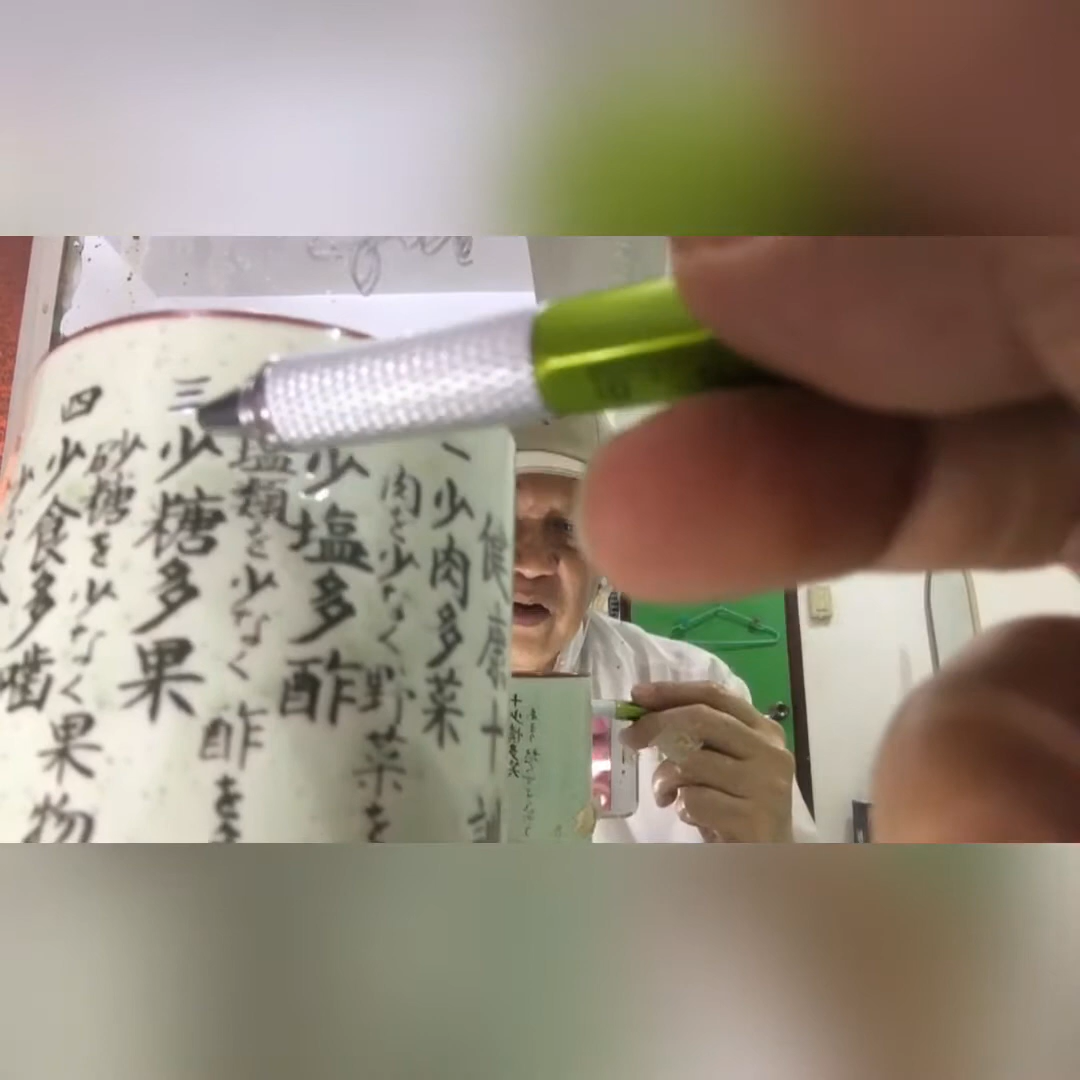 健康十訓
一 少肉多菜
肉を少なく 野菜を
少塩多酢
塩類を少なく 酢を
三 少糖多果
砂糖を少なく 果物
四 少食多噛